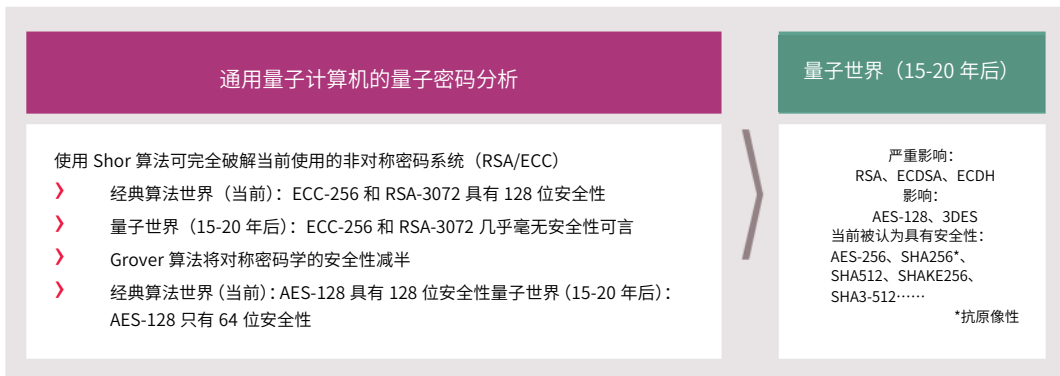 通用量子计算机的量子密码分析
使用 Shor 算法可完全破解当前使用的非对称密码系统（RSA/ECC）
经典算法世界（当前）：ECC-256 和 RSA-3072 具有 128 位安全性
量子世界（15-20 年后）：ECC-256 和 RSA-3072 几乎毫无安全性可言
Grover 算法将对称密码学的安全性减半
经典算法世界（当前）：AES-128 具有 128 位安全性量子世界（15-20 年后）：
AES-128 只有 64 位安全性
量子世界（15-20 年后）
严重影响：
RSA、ECDSA、ECDH
影响：
AES-128、3DES
当前被认为具有安全性：
AES-256、SHA256*、
SHA512、SHAKE256、
SHA3-512……
*抗原像性